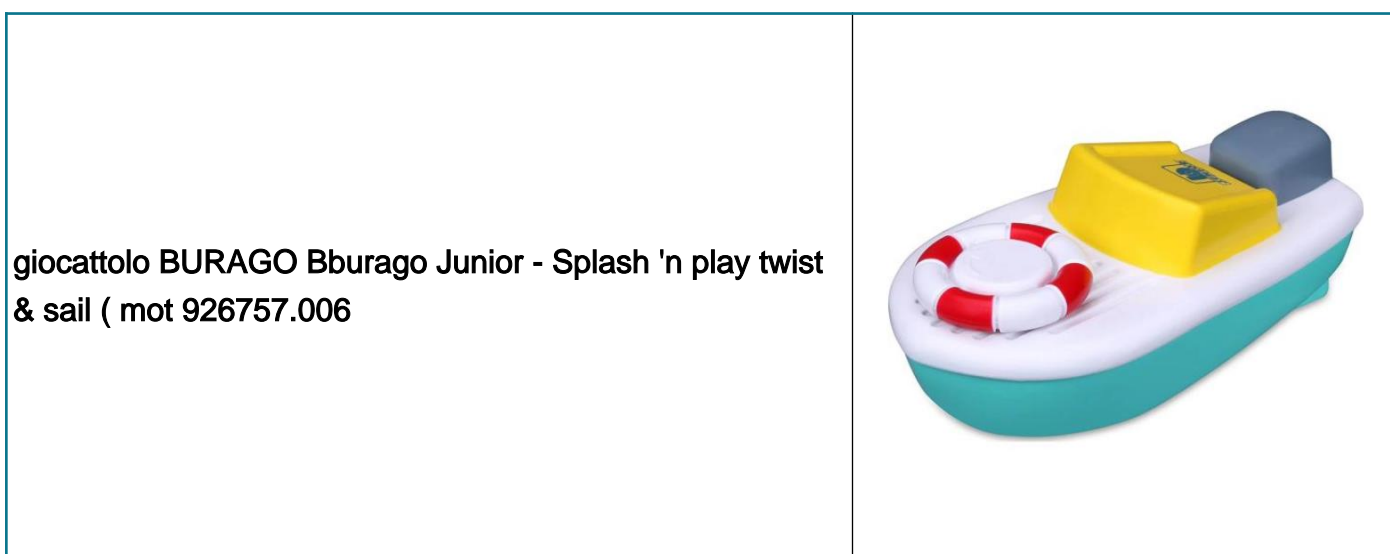 giocattolo BURAGO Bburago Junior - Splash 'n play twist
& sail ( mot 926757.006